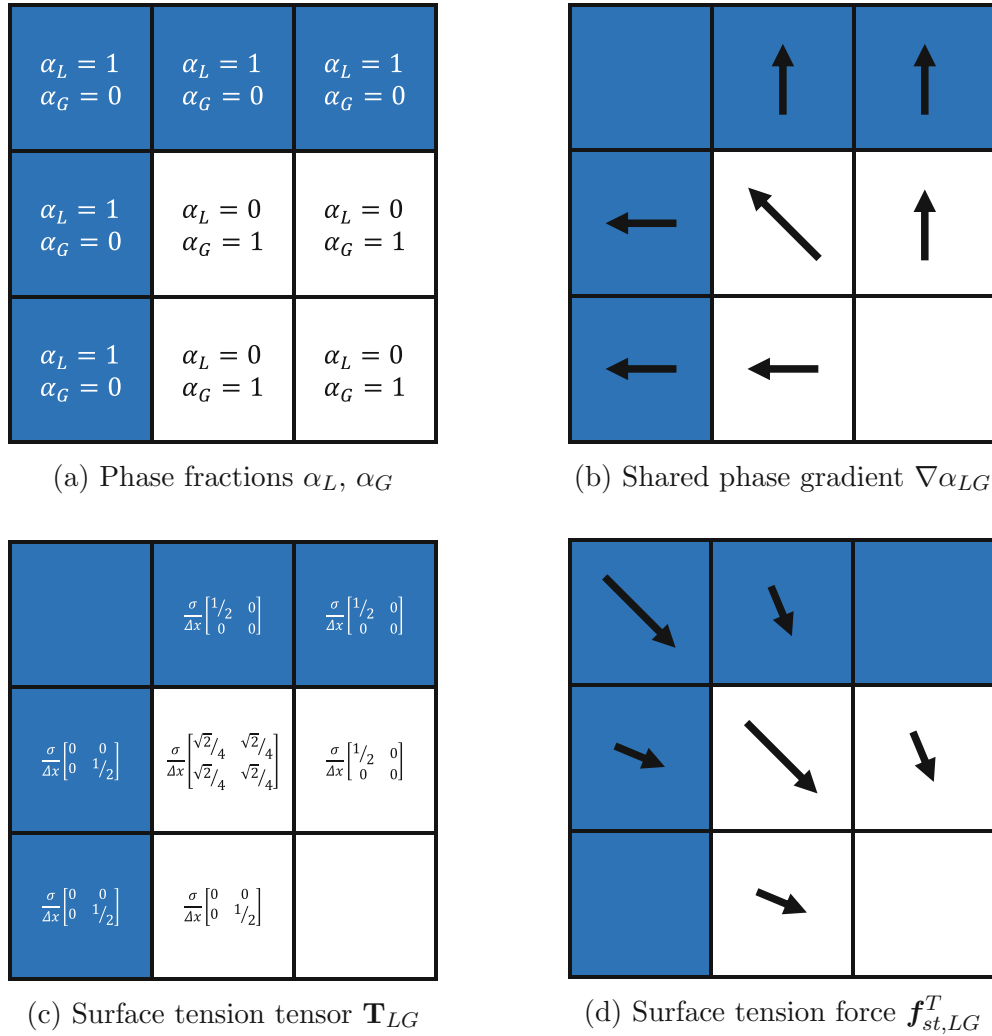 α_L = 1 α_L = 1 α_L = 1
α_G = 0 α_G = 0 α_G = 0
α_L = 1 α_L = 0 α_L = 0
α_G = 0 α_G = 1 α_G = 1
α_L = 1 α_L = 0 α_L = 0
α_G = 0 α_G = 1 α_G = 1
(a) Phase fractions α_L, α_G
(b) Shared phase gradient ∇α_LG
σ/Δx [1/2 0; 0 0] σ/Δx [1/2 0; 0 0]
σ/Δx [0 0; 0 1/2] σ/Δx [√2/4 √2/4; √2/4 √2/4] σ/Δx [1/2 0; 0 0]
σ/Δx [0 0; 0 1/2] σ/Δx [0 0; 0 1/2]
(c) Surface tension tensor T_LG
(d) Surface tension force f^T_st,LG